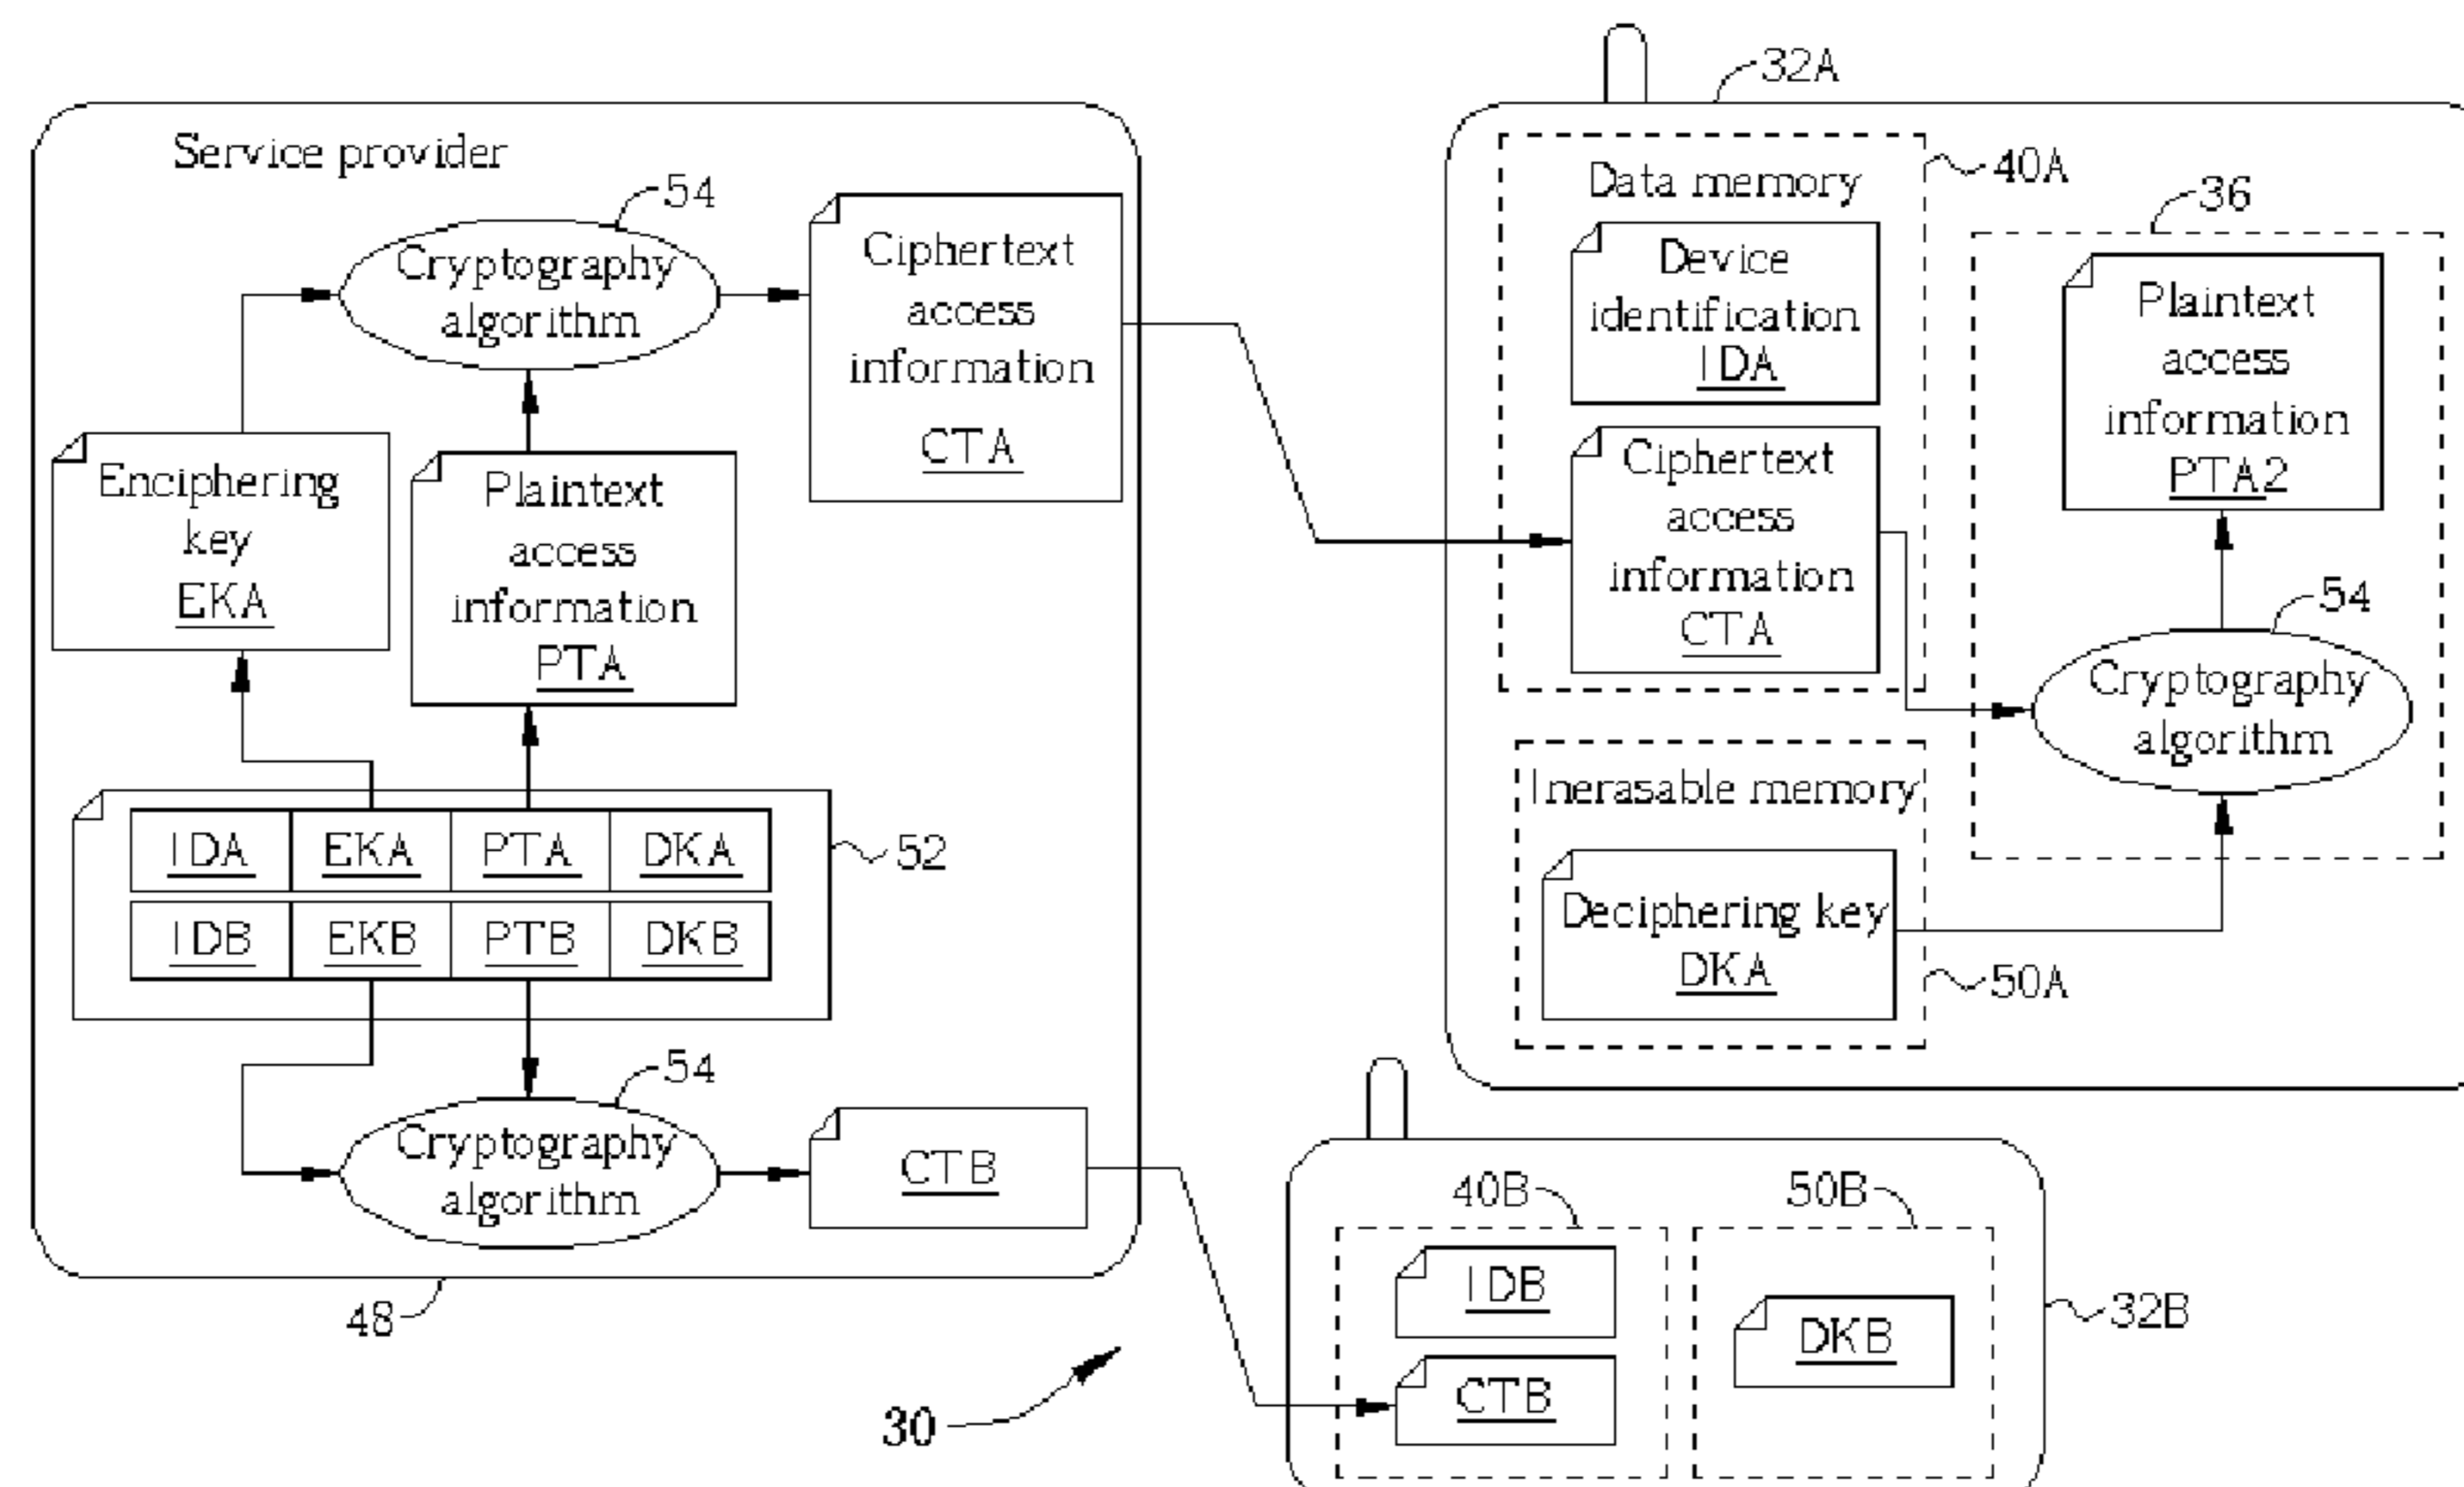 Service provider
54
Cryptography
algorithm
Ciphertext
access
information
CTA
Enciphering
key
EKA
Plaintext
access
information
PTA
IDA EKA PTA DKA
IDB EKB PTB DKB
52
54
Cryptography
algorithm
CTB
48
30
32A
Data memory
40A
Device
identification
IDA
Ciphertext
access
information
CTA
36
Plaintext
access
information
PTA2
54
Cryptography
algorithm
Inerasable memory
Deciphering key
DKA
50A
40B
50B
IDB
CTB
DKB
32B